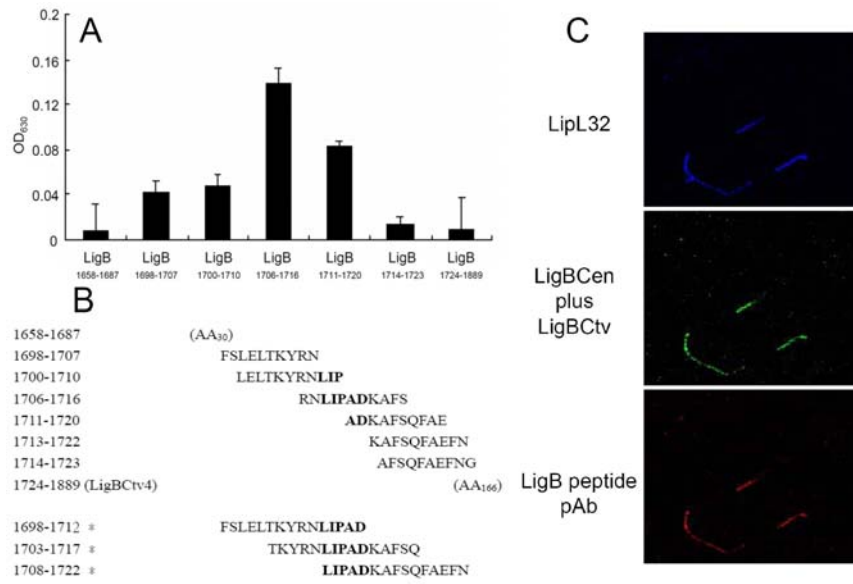 A
0.2
0.16
0.12
0.08
0.04
0
OD630
LigB LigB LigB LigB LigB LigB LigB
1658-1687 1698-1707 1700-1710 1706-1716 1711-1720 1714-1723 1724-1889
B
1658-1687 (AA30)
1698-1707 FSLELTKYRN
1700-1710 LELTKYRNLIP
1706-1716 RNLIPADKAFS
1711-1720 ADKAFSQFAE
1713-1722 KAFSQFAEFN
1714-1723 AFSQFAEFNG
1724-1889 (LigBCtv4) (AA166)
1698-1712 * FSLELTKYRNLIPAD
1703-1717 * TKYRNLIPADKAFSQ
1708-1722 * LIPADKAFSQFAEFN
C
LipL32
LigBCen
plus
LigBCtv
LigB peptide
pAb